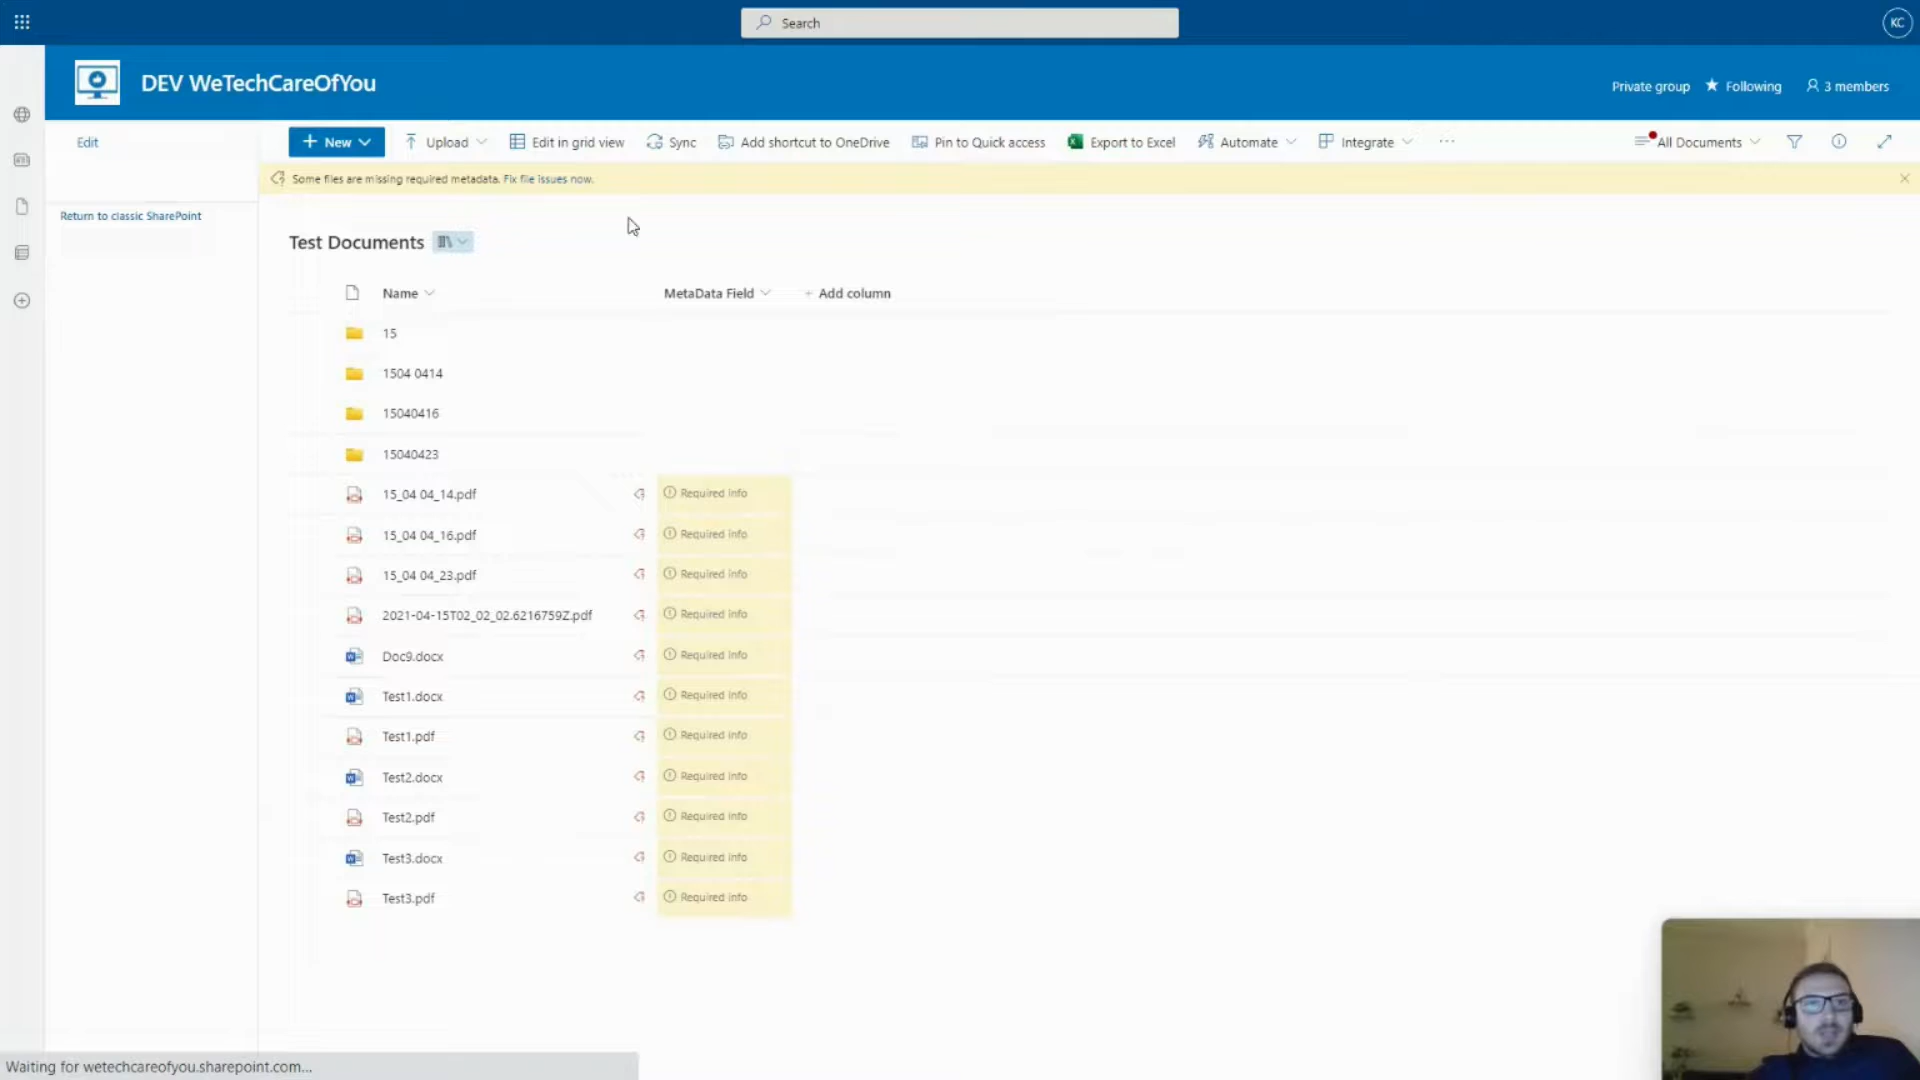 Search
KC
DEV WeTechCareOfYou
Private group Following 3 members
Edit
New Upload Edit in grid view Sync Add shortcut to OneDrive Pin to Quick access Export to Excel Automate Integrate ... All Documents
Some files are missing required metadata. Fix file issues now.
Return to classic SharePoint
Test Documents
Name MetaData Field + Add column
15
1504 0414
15040416
15040423
15_04 04_14.pdf Required info
15_04 04_16.pdf Required info
15_04 04_23.pdf Required info
2021-04-15T02_02_02.6216759Z.pdf Required info
Doc9.docx Required info
Test1.docx Required info
Test1.pdf Required info
Test2.docx Required info
Test2.pdf Required info
Test3.docx Required info
Test3.pdf Required info
Waiting for wetechcareofyou.sharepoint.com...